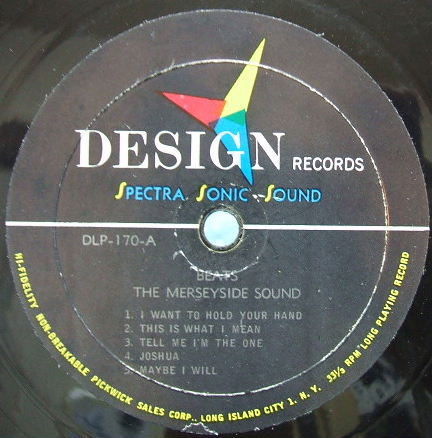 DESIGN RECORDS
SPECTRA SONIC SOUND
DLP-170-A
BEATS
THE MERSEYSIDE SOUND
1. I WANT TO HOLD YOUR HAND
2. THIS IS WHAT I MEAN
3. TELL ME I'M THE ONE
4. JOSHUA
5. MAYBE I WILL
HI-FIDELITY NON-BREAKABLE PICKWICK SALES CORP., LONG ISLAND CITY 1, N. Y. 33⅓ RPM LONG PLAYING RECORD